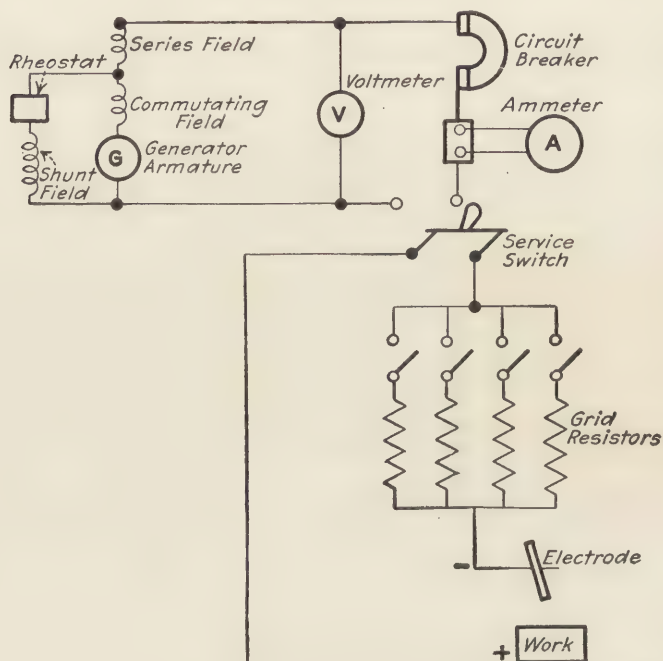 Series Field
Circuit
Breaker
Rheostat
Voltmeter
Commutating
Field
Ammeter
V
A
G
Generator
Armature
Shunt
Field
Service
Switch
Grid
Resistors
-
Electrode
+
Work